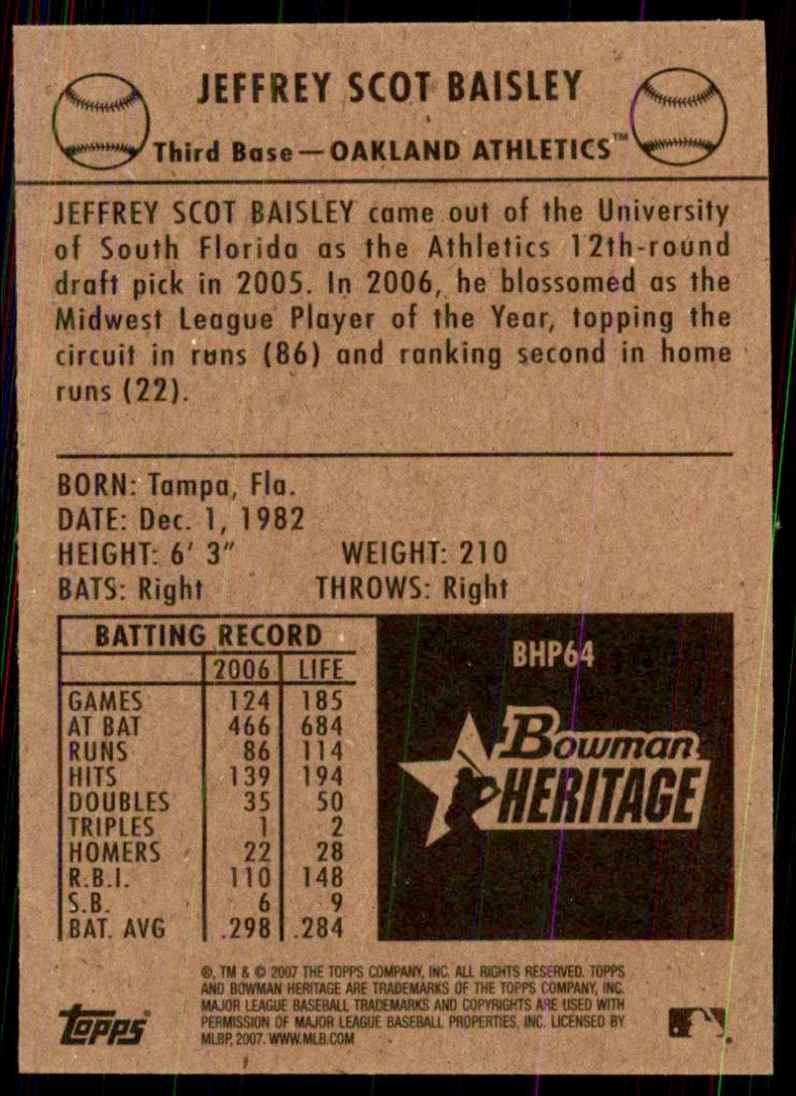 JEFFREY SCOT BAISLEY
Third Base—OAKLAND ATHLETICS™
JEFFREY SCOT BAISLEY came out of the University
of South Florida as the Athletics 12th-round
draft pick in 2005. In 2006, he blossomed as the
Midwest League Player of the Year, topping the
circuit in runs (86) and ranking second in home
runs (22).
BORN: Tampa, Fla.
DATE: Dec. 1, 1982
HEIGHT: 6' 3" WEIGHT: 210
BATS: Right THROWS: Right
BATTING RECORD
2006 LIFE
GAMES 124 185
AT BAT 466 684
RUNS 86 114
HITS 139 194
DOUBLES 35 50
TRIPLES 1 2
HOMERS 22 28
R.B.I. 110 148
S.B. 6 9
BAT. AVG .298 .284
BHP64
Bowman
HERITAGE
®, TM & © 2007 THE TOPPS COMPANY, INC. ALL RIGHTS RESERVED. TOPPS
AND BOWMAN HERITAGE ARE TRADEMARKS OF THE TOPPS COMPANY, INC.
MAJOR LEAGUE BASEBALL TRADEMARKS AND COPYRIGHTS ARE USED WITH
PERMISSION OF MAJOR LEAGUE BASEBALL PROPERTIES, INC. LICENSED BY
MLBP, 2007. WWW.MLB.COM
topps